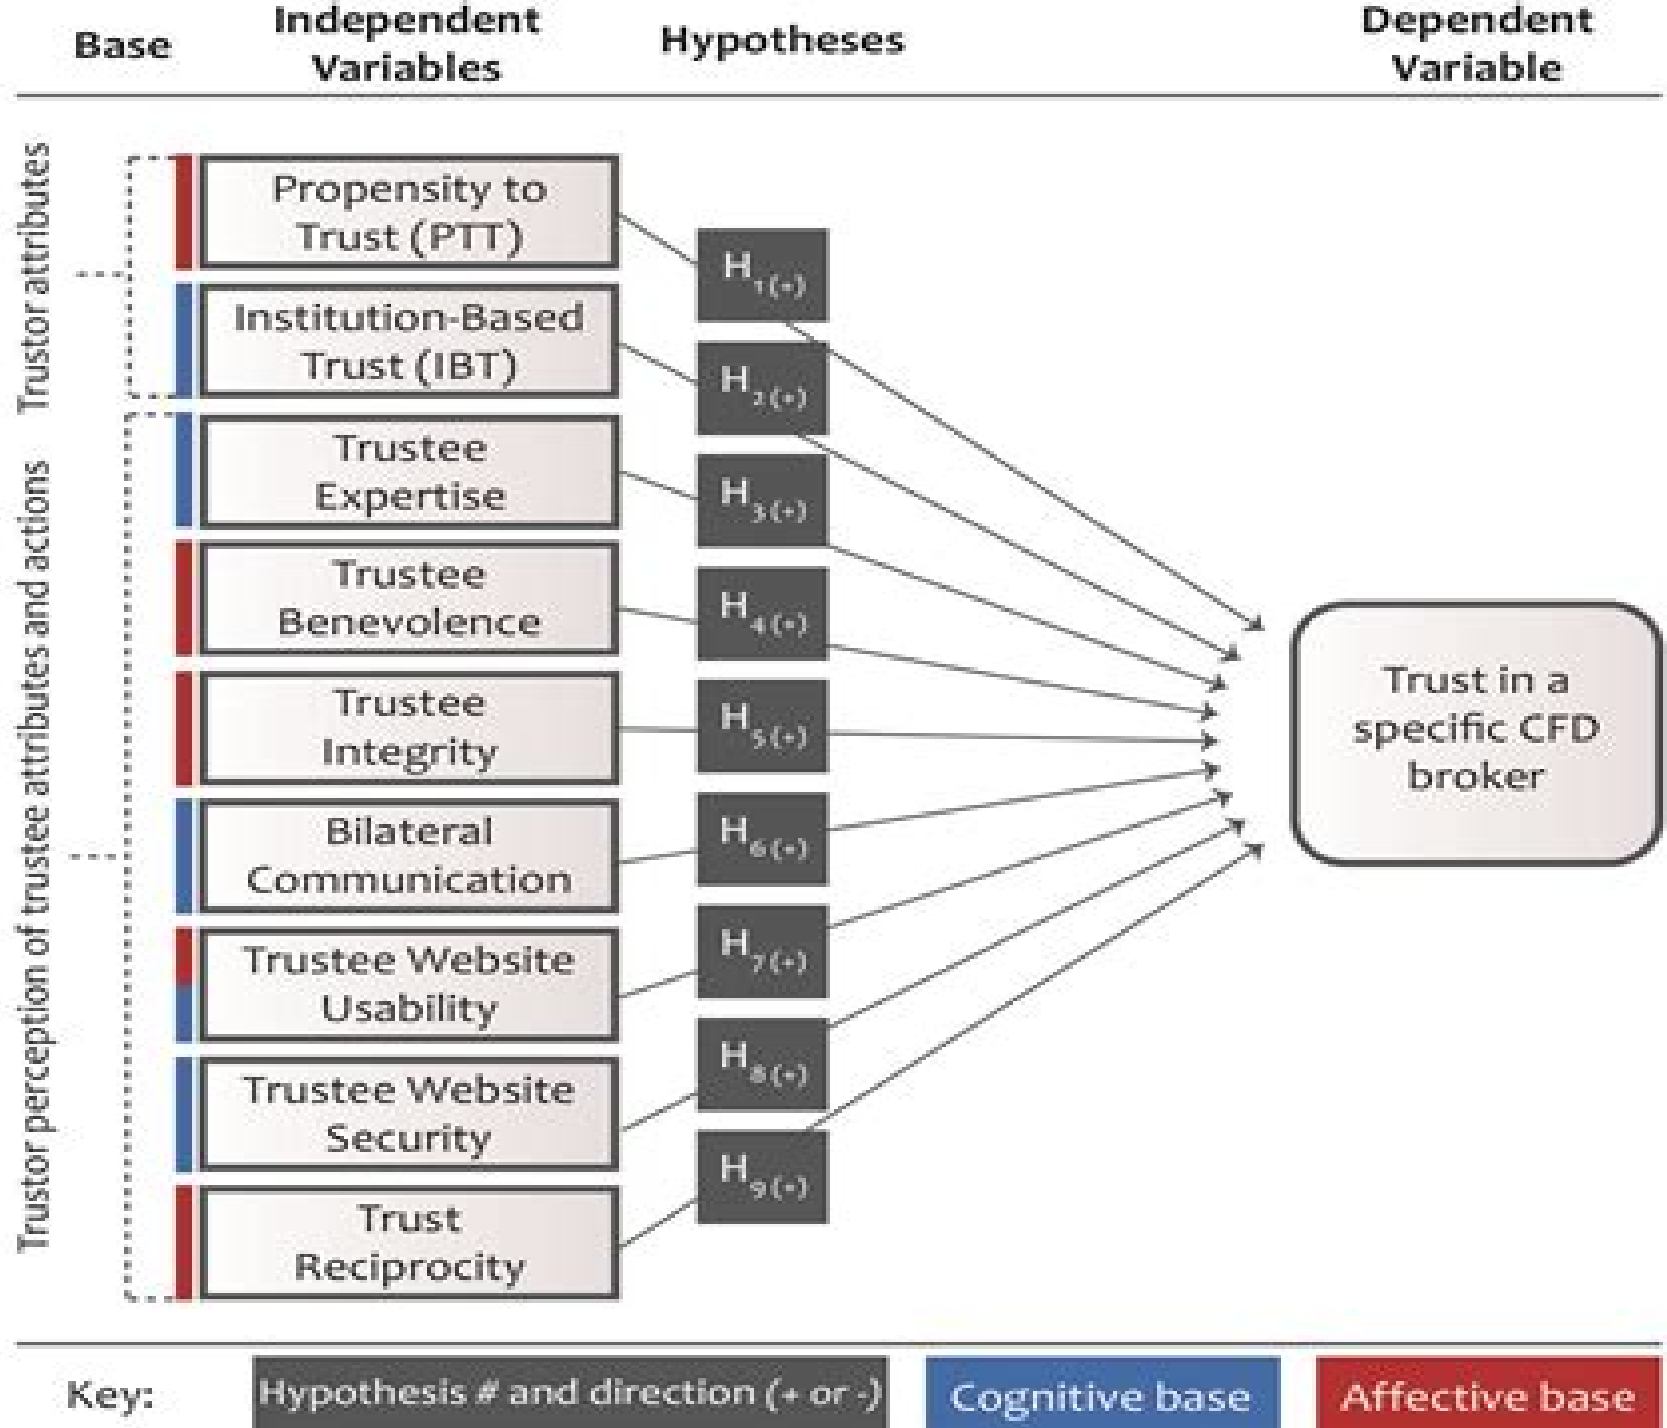 Base
Independent
Variables
Hypotheses
Dependent
Variable
Trustor attributes
Trustor perception of trustee attributes and actions
Propensity to
Trust (PTT)
Institution-Based
Trust (IBT)
Trustee
Expertise
Trustee
Benevolence
Trustee
Integrity
Bilateral
Communication
Trustee Website
Usability
Trustee Website
Security
Trust
Reciprocity
H1(+)
H2(+)
H3(+)
H4(+)
H5(+)
H6(+)
H7(+)
H8(+)
H9(+)
Trust in a
specific CFD
broker
Key:
Hypothesis # and direction (+ or -)
Cognitive base
Affective base